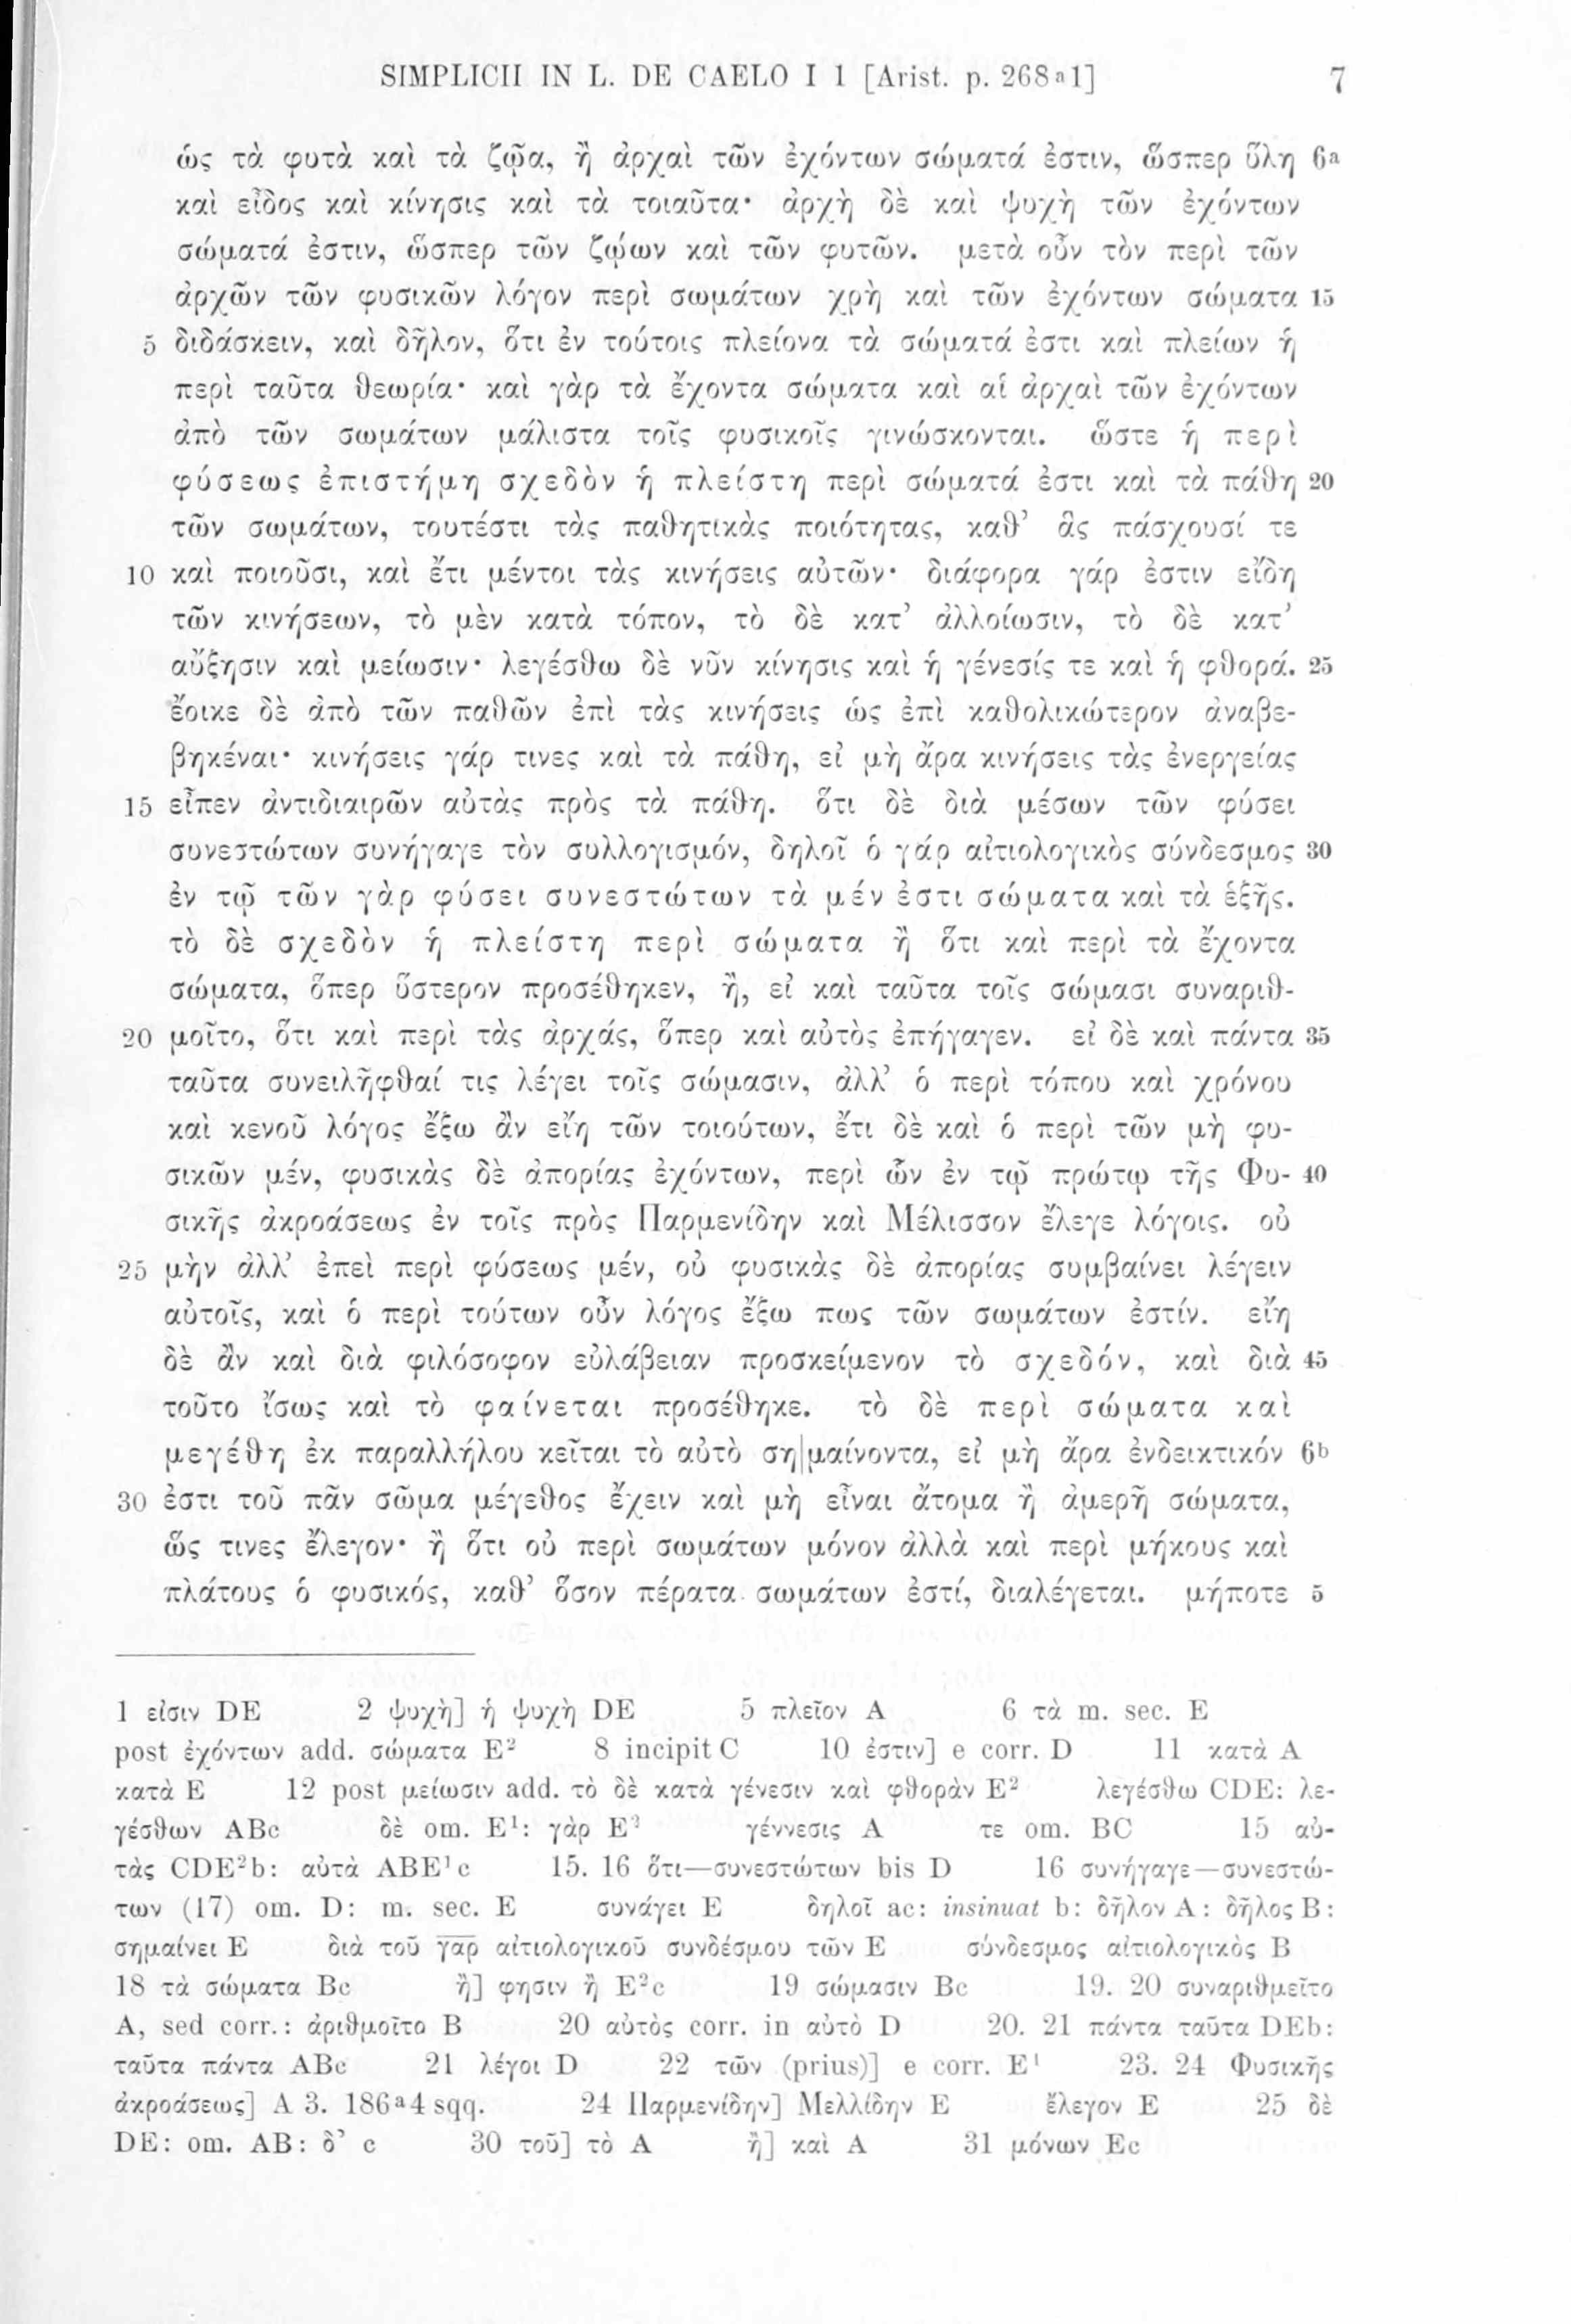 SIMPLICII IN L. DE CAELO I 1 [Arist. p. 268ᵃ1] 7
ὡς τὰ φυτὰ καὶ τὰ ζῷα, ἢ ἀρχαὶ τῶν ἐχόντων σώματά ἐστιν, ὥσπερ ὕλη 6ᵃ
καὶ εἶδος καὶ κίνησις καὶ τὰ τοιαῦτα· ἀρχὴ δὲ καὶ ψυχὴ τῶν ἐχόντων
σώματά ἐστιν, ὥσπερ τῶν ζῴων καὶ τῶν φυτῶν. μετὰ οὖν τὸν περὶ τῶν
ἀρχῶν τῶν φυσικῶν λόγον περὶ σωμάτων χρὴ καὶ τῶν ἐχόντων σώματα 15
5 διδάσκειν, καὶ δῆλον, ὅτι ἐν τούτοις πλείονα τὰ σώματά ἐστι καὶ πλείων ἡ
περὶ ταῦτα θεωρία· καὶ γὰρ τὰ ἔχοντα σώματα καὶ αἱ ἀρχαὶ τῶν ἐχόντων
ἀπὸ τῶν σωμάτων μάλιστα τοῖς φυσικοῖς γινώσκονται. ὥστε ἡ περὶ
φύσεως ἐπιστήμη σχεδὸν ἡ πλείστη περὶ σώματά ἐστι καὶ τὰ πάθη 20
τῶν σωμάτων, τουτέστι τὰς παθητικὰς ποιότητας, καθ’ ἃς πάσχουσί τε
10 καὶ ποιοῦσι, καὶ ἔτι μέντοι τὰς κινήσεις αὐτῶν· διάφορα γάρ ἐστιν εἴδη
τῶν κινήσεων, τὸ μὲν κατὰ τόπον, τὸ δὲ κατ’ ἀλλοίωσιν, τὸ δὲ κατ’
αὔξησιν καὶ μείωσιν· λεγέσθω δὲ νῦν κίνησις καὶ ἡ γένεσίς τε καὶ ἡ φθορά. 25
ἔοικε δὲ ἀπὸ τῶν παθῶν ἐπὶ τὰς κινήσεις ὡς ἐπὶ καθολικώτερον ἀναβε-
βηκέναι· κινήσεις γάρ τινες καὶ τὰ πάθη, εἰ μὴ ἄρα κινήσεις τὰς ἐνεργείας
15 εἶπεν ἀντιδιαιρῶν αὐτὰς πρὸς τὰ πάθη. ὅτι δὲ διὰ μέσων τῶν φύσει
συνεστώτων συνήγαγε τὸν συλλογισμόν, δηλοῖ ὁ γάρ αἰτιολογικὸς σύνδεσμος 30
ἐν τῷ τῶν γὰρ φύσει συνεστώτων τὰ μέν ἐστι σώματα καὶ τὰ ἑξῆς.
τὸ δὲ σχεδὸν ἡ πλείστη περὶ σώματα ἢ ὅτι καὶ περὶ τὰ ἔχοντα
σώματα, ὅπερ ὕστερον προσέθηκεν, ἤ, εἰ καὶ ταῦτα τοῖς σώμασι συναριθ-
20 μοῖτο, ὅτι καὶ περὶ τὰς ἀρχάς, ὅπερ καὶ αὐτὸς ἐπήγαγεν. εἰ δὲ καὶ πάντα 35
ταῦτα συνειλῆφθαί τις λέγει τοῖς σώμασιν, ἀλλ’ ὁ περὶ τόπου καὶ χρόνου
καὶ κενοῦ λόγος ἔξω ἂν εἴη τῶν τοιούτων, ἔτι δὲ καὶ ὁ περὶ τῶν μὴ φυ-
σικῶν μέν, φυσικὰς δὲ ἀπορίας ἐχόντων, περὶ ὧν ἐν τῷ πρώτῳ τῆς Φυ- 40
σικῆς ἀκροάσεως ἐν τοῖς πρὸς Παρμενίδην καὶ Μέλισσον ἔλεγε λόγοις. οὐ
25 μὴν ἀλλ’ ἐπεὶ περὶ φύσεως μέν, οὐ φυσικὰς δὲ ἀπορίας συμβαίνει λέγειν
αὐτοῖς, καὶ ὁ περὶ τούτων οὖν λόγος ἔξω πως τῶν σωμάτων ἐστίν. εἴη
δὲ ἂν καὶ διὰ φιλόσοφον εὐλάβειαν προσκείμενον τὸ σχεδόν, καὶ διὰ 45
τοῦτο ἴσως καὶ τὸ φαίνεται προσέθηκε. τὸ δὲ περὶ σώματα καὶ
μεγέθη ἐκ παραλλήλου κεῖται τὸ αὐτὸ ση|μαίνοντα, εἰ μὴ ἄρα ἐνδεικτικόν 6ᵇ
30 ἐστι τοῦ πᾶν σῶμα μέγεθος ἔχειν καὶ μὴ εἶναι ἄτομα ἢ ἀμερῆ σώματα,
ὥς τινες ἔλεγον· ἢ ὅτι οὐ περὶ σωμάτων μόνον ἀλλὰ καὶ περὶ μήκους καὶ
πλάτους ὁ φυσικός, καθ’ ὅσον πέρατα σωμάτων ἐστί, διαλέγεται. μήποτε 5
1 εἰσιν DE 2 ψυχὴ] ἡ ψυχὴ DE 5 πλεῖον A 6 τὰ m. sec. E
post ἐχόντων add. σώματα E² 8 incipit C 10 ἐστιν] e corr. D 11 κατὰ A
κατὰ E 12 post μείωσιν add. τὸ δὲ κατὰ γένεσιν καὶ φθορὰν E² λεγέσθω CDE: λε-
γέσθων ABc δὲ om. E¹: γὰρ E² γέννεσις A τε om. BC 15 αὐ-
τὰς CDE²b: αὐτὰ ABE¹c 15. 16 ὅτι—συνεστώτων bis D 16 συνήγαγε—συνεστώ-
των (17) om. D: m. sec. E συνάγει E δηλοῖ ac: insinuat b: δῆλον A: δῆλος B:
σημαίνει E διὰ τοῦ γὰρ αἰτιολογικοῦ συνδέσμου τῶν E σύνδεσμος αἰτιολογικὸς B
18 τὰ σώματα Bc ἢ] φησιν ἢ E²c 19 σώμασιν Bc 19. 20 συναριθμεῖτο
A, sed corr.: ἀριθμοῖτο B 20 αὐτὸς corr. in αὐτὸ D 20. 21 πάντα ταῦτα DEb:
ταῦτα πάντα ABc 21 λέγοι D 22 τῶν (prius)] e corr. E¹ 23. 24 Φυσικῆς
ἀκροάσεως] A 3. 186ᵃ4 sqq. 24 Παρμενίδην] Μελλίδην E ἔλεγον E 25 δὲ
DE: om. AB: δ’ c 30 τοῦ] τὸ A ἢ] καὶ A 31 μόνων Ec